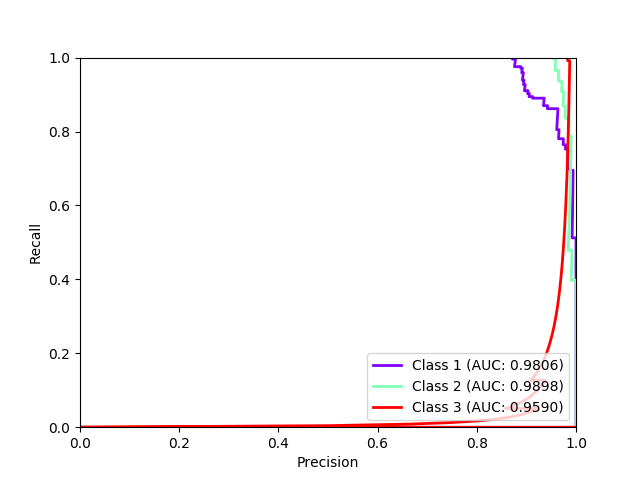 1.0
0.8
0.6
0.4
0.2
0.0
Recall
0.0 0.2 0.4 0.6 0.8 1.0
Precision
Class 1 (AUC: 0.9806)
Class 2 (AUC: 0.9898)
Class 3 (AUC: 0.9590)